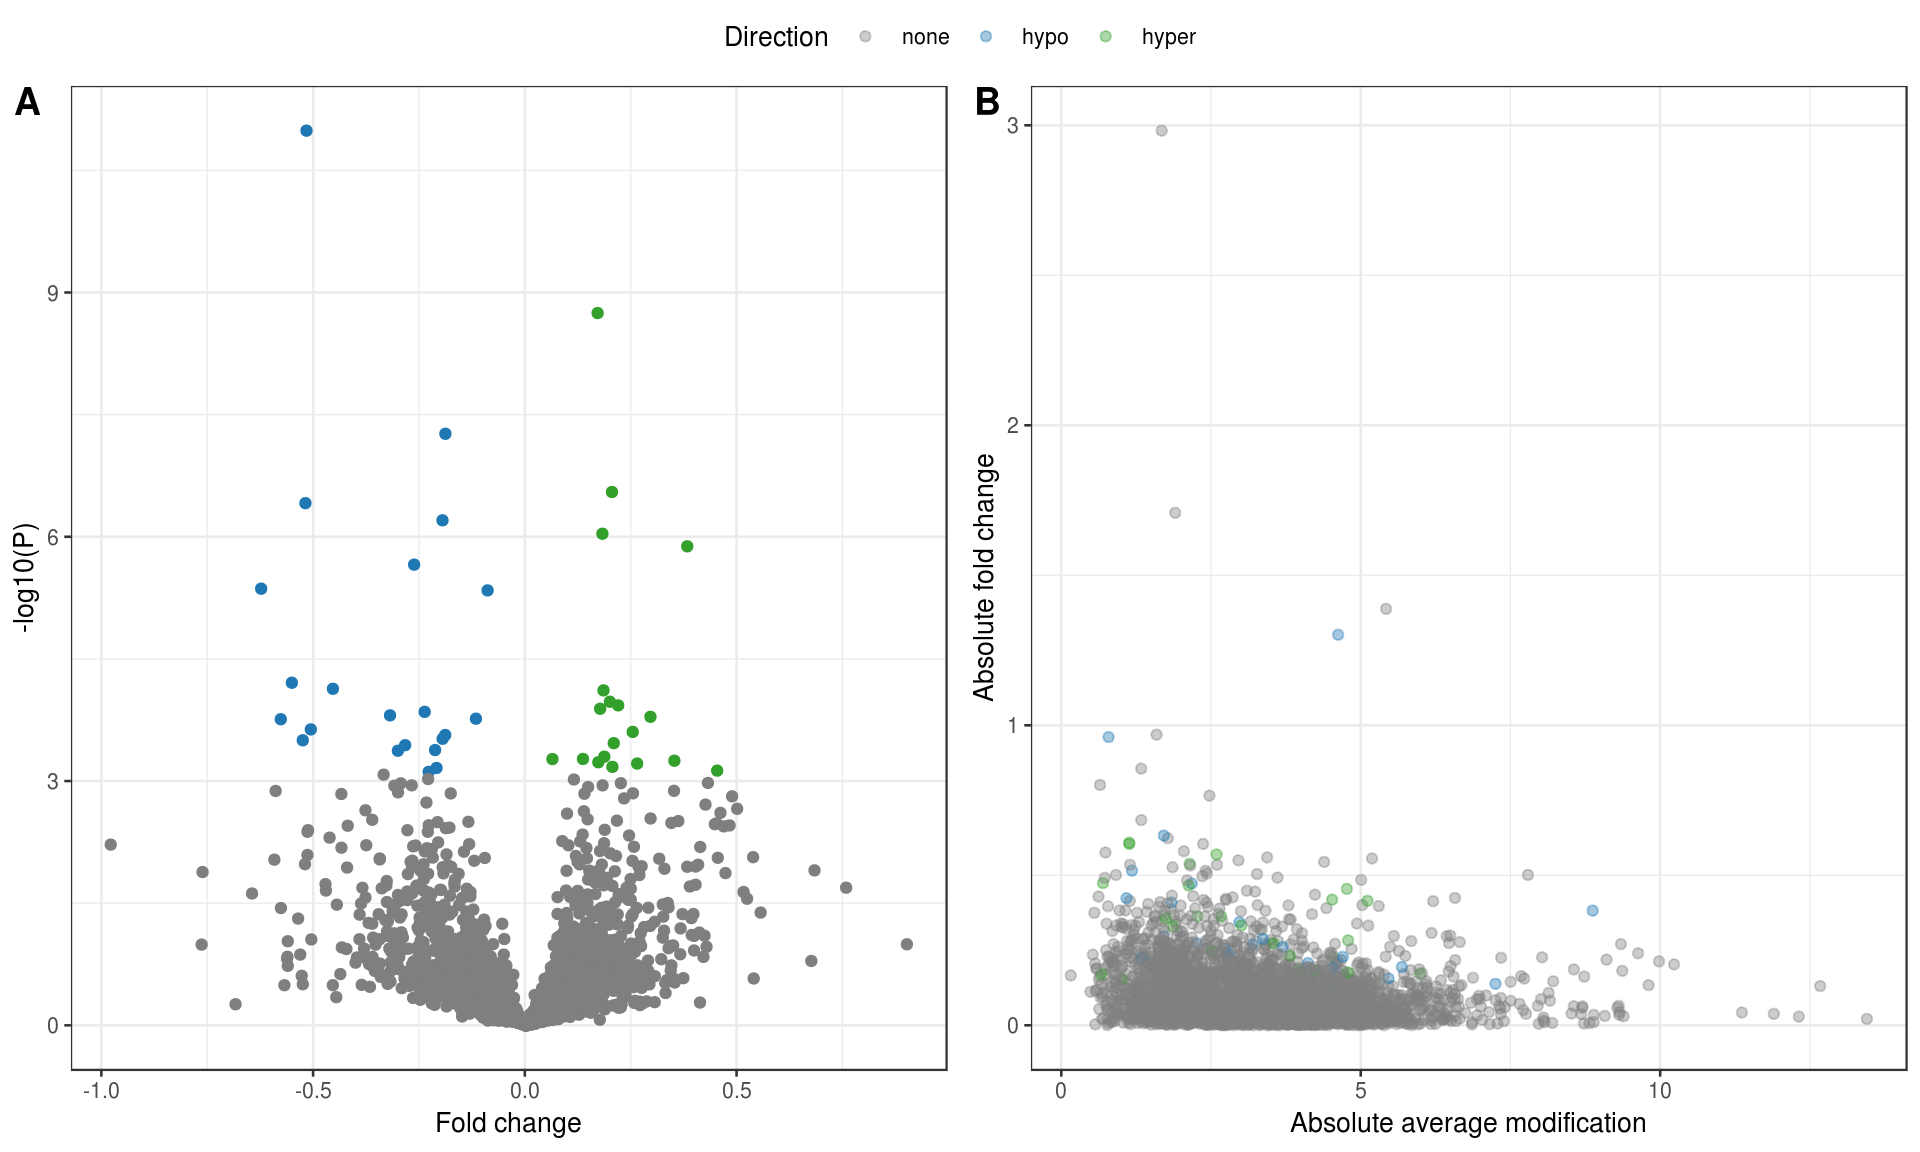 Direction none hypo hyper
A
-log10(P)
9
6
3
0
-1.0 -0.5 0.0 0.5
Fold change
B
Absolute fold change
3
2
1
0
0 5 10
Absolute average modification